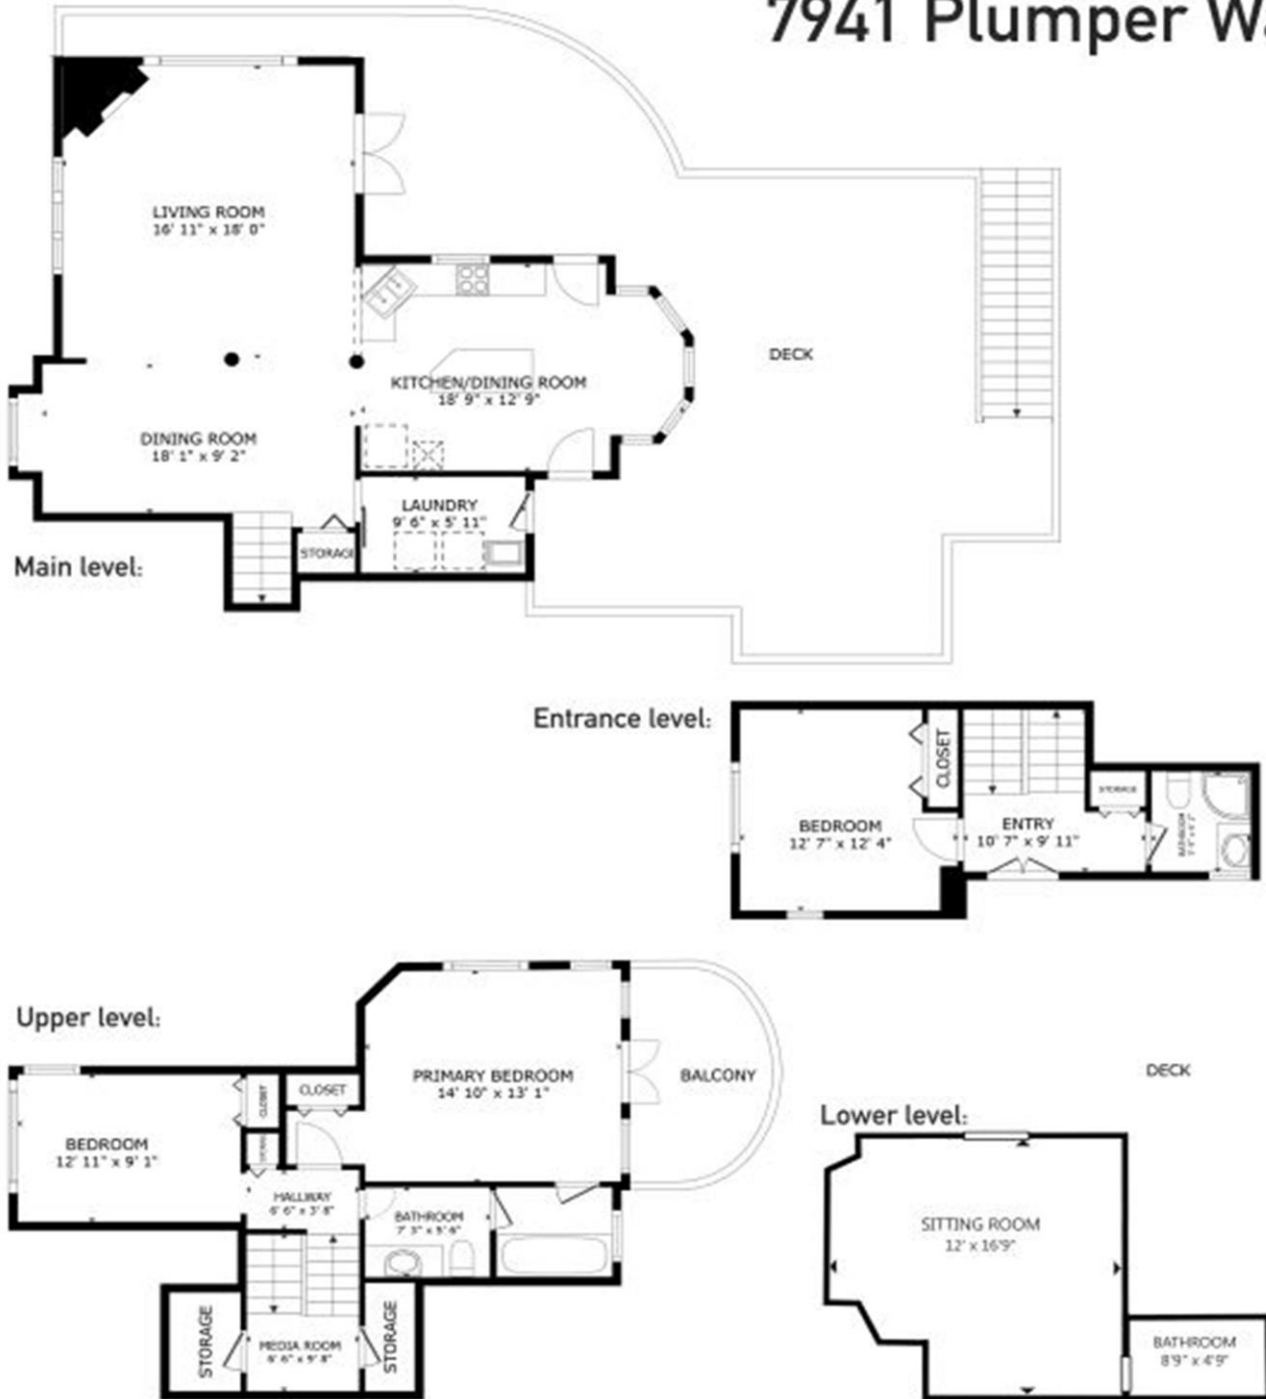 7941 Plumper Wa
LIVING ROOM
16' 11" x 18' 0"
DECK
KITCHEN/DINING ROOM
18' 9" x 12' 9"
DINING ROOM
18' 1" x 9' 2"
LAUNDRY
9' 6" x 5' 11"
STORAGE
Main level:
Entrance level:
CLOSET
STORAGE
BEDROOM
12' 7" x 12' 4"
ENTRY
10' 7" x 9' 11"
BATHROOM
Upper level:
PRIMARY BEDROOM
14' 10" x 13' 1"
BALCONY
CLOSET
CLOSET
BEDROOM
12' 11" x 9' 1"
HALLWAY
6' 6" x 3' 8"
BATHROOM
7' 3" x 5' 6"
STORAGE
MEDIA ROOM
6' 6" x 9' 8"
STORAGE
DECK
Lower level:
SITTING ROOM
12' x 16'9"
BATHROOM
8'9" x 4'9"